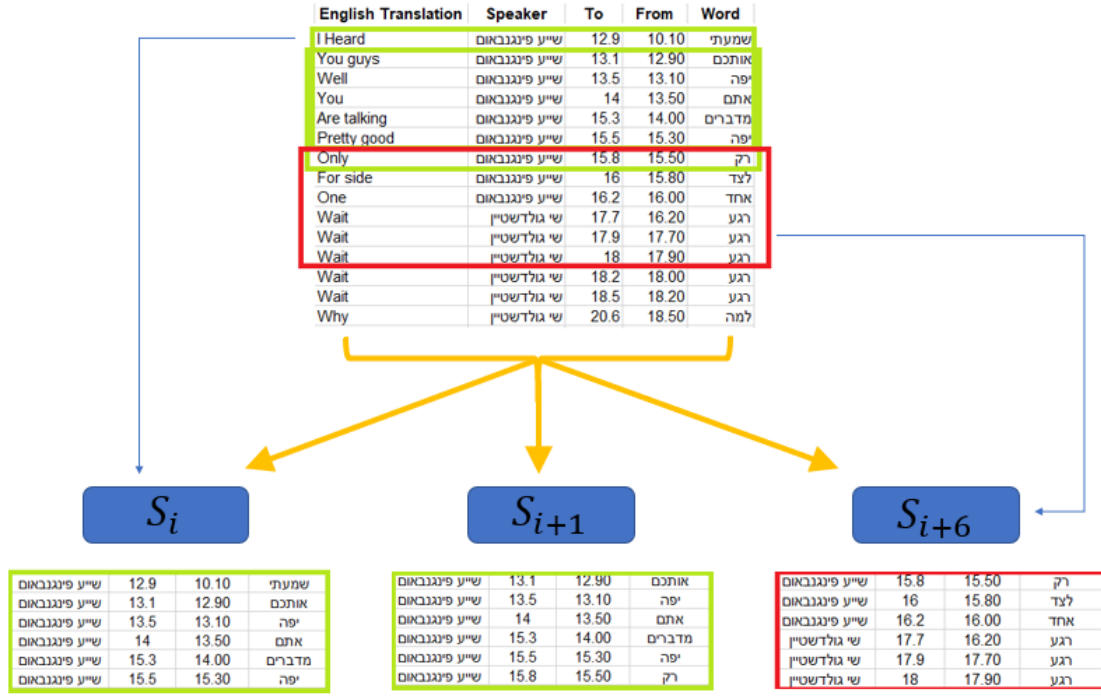 English Translation Speaker To From Word
I Heard שייע פינגנבאום 12.9 10.10 שמעתי
You guys שייע פינגנבאום 13.1 12.90 אותכם
Well שייע פינגנבאום 13.5 13.10 יפה
You שייע פינגנבאום 14 13.50 אתם
Are talking שייע פינגנבאום 15.3 14.00 מדברים
Pretty good שייע פינגנבאום 15.5 15.30 יפה
Only שייע פינגנבאום 15.8 15.50 רק
For side שייע פינגנבאום 16 15.80 לצד
One שייע פינגנבאום 16.2 16.00 אחד
Wait שי גולדשטיין 17.7 16.20 רגע
Wait שי גולדשטיין 17.9 17.70 רגע
Wait שי גולדשטיין 18 17.90 רגע
Wait שי גולדשטיין 18.2 18.00 רגע
Wait שי גולדשטיין 18.5 18.20 רגע
Why שי גולדשטיין 20.6 18.50 למה
S_i
S_{i+1}
S_{i+6}
שייע פינגנבאום 12.9 10.10 שמעתי
שייע פינגנבאום 13.1 12.90 אותכם
שייע פינגנבאום 13.5 13.10 יפה
שייע פינגנבאום 14 13.50 אתם
שייע פינגנבאום 15.3 14.00 מדברים
שייע פינגנבאום 15.5 15.30 יפה
שייע פינגנבאום 13.1 12.90 אותכם
שייע פינגנבאום 13.5 13.10 יפה
שייע פינגנבאום 14 13.50 אתם
שייע פינגנבאום 15.3 14.00 מדברים
שייע פינגנבאום 15.5 15.30 יפה
שייע פינגנבאום 15.8 15.50 רק
שייע פינגנבאום 15.8 15.50 רק
שייע פינגנבאום 16 15.80 לצד
שייע פינגנבאום 16.2 16.00 אחד
שי גולדשטיין 17.7 16.20 רגע
שי גולדשטיין 17.9 17.70 רגע
שי גולדשטיין 18 17.90 רגע